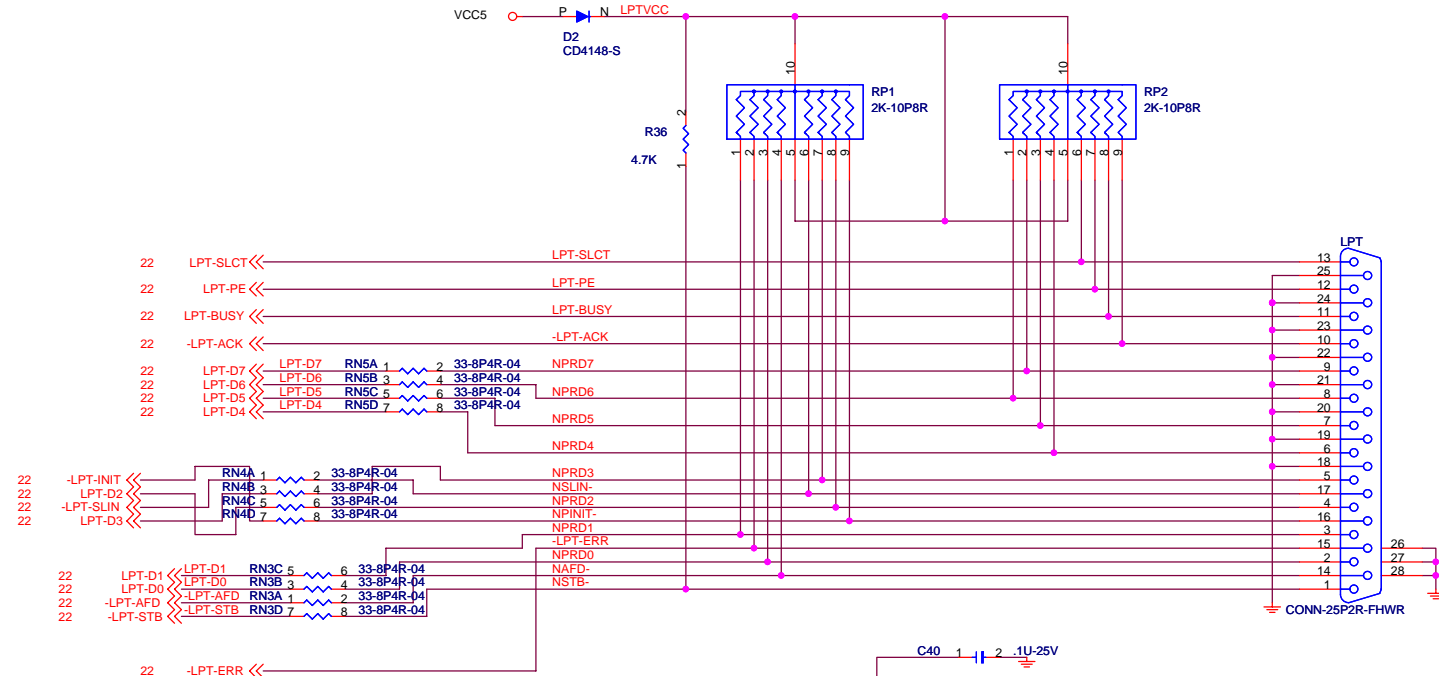 VCC5
P
N
LPTVCC
D2
CD4148-S
10
10
RP1
2K-10P8R
RP2
2K-10P8R
R36
4.7K
2
1
1
2
3
4
5
6
7
8
9
1
2
3
4
5
6
7
8
9
LPT
22 LPT-SLCT LPT-SLCT 13
25
22 LPT-PE LPT-PE 12
24
22 LPT-BUSY LPT-BUSY 11
23
22 -LPT-ACK -LPT-ACK 10
22
22 LPT-D7 LPT-D7 RN5A 1 2 33-8P4R-04 NPRD7 9
22 LPT-D6 LPT-D6 RN5B 3 4 33-8P4R-04 21
22 LPT-D5 LPT-D5 RN5C 5 6 33-8P4R-04 NPRD6 8
22 LPT-D4 LPT-D4 RN5D 7 8 33-8P4R-04 20
NPRD5 7
19
NPRD4 6
18
22 -LPT-INIT RN4A 1 2 33-8P4R-04 NPRD3 5
22 LPT-D2 RN4B 3 4 33-8P4R-04 NSLIN- 17
22 -LPT-SLIN RN4C 5 6 33-8P4R-04 NPRD2 4
22 LPT-D3 RN4D 7 8 33-8P4R-04 NPINIT- 16
NPRD1 3
-LPT-ERR 15 26
NPRD0 2 27
22 LPT-D1 LPT-D1 RN3C 5 6 33-8P4R-04 NAFD- 14 28
22 LPT-D0 LPT-D0 RN3B 3 4 33-8P4R-04 NSTB- 1
22 -LPT-AFD -LPT-AFD RN3A 1 2 33-8P4R-04
22 -LPT-STB -LPT-STB RN3D 7 8 33-8P4R-04
CONN-25P2R-FHWR
C40 1 2 .1U-25V
22 -LPT-ERR